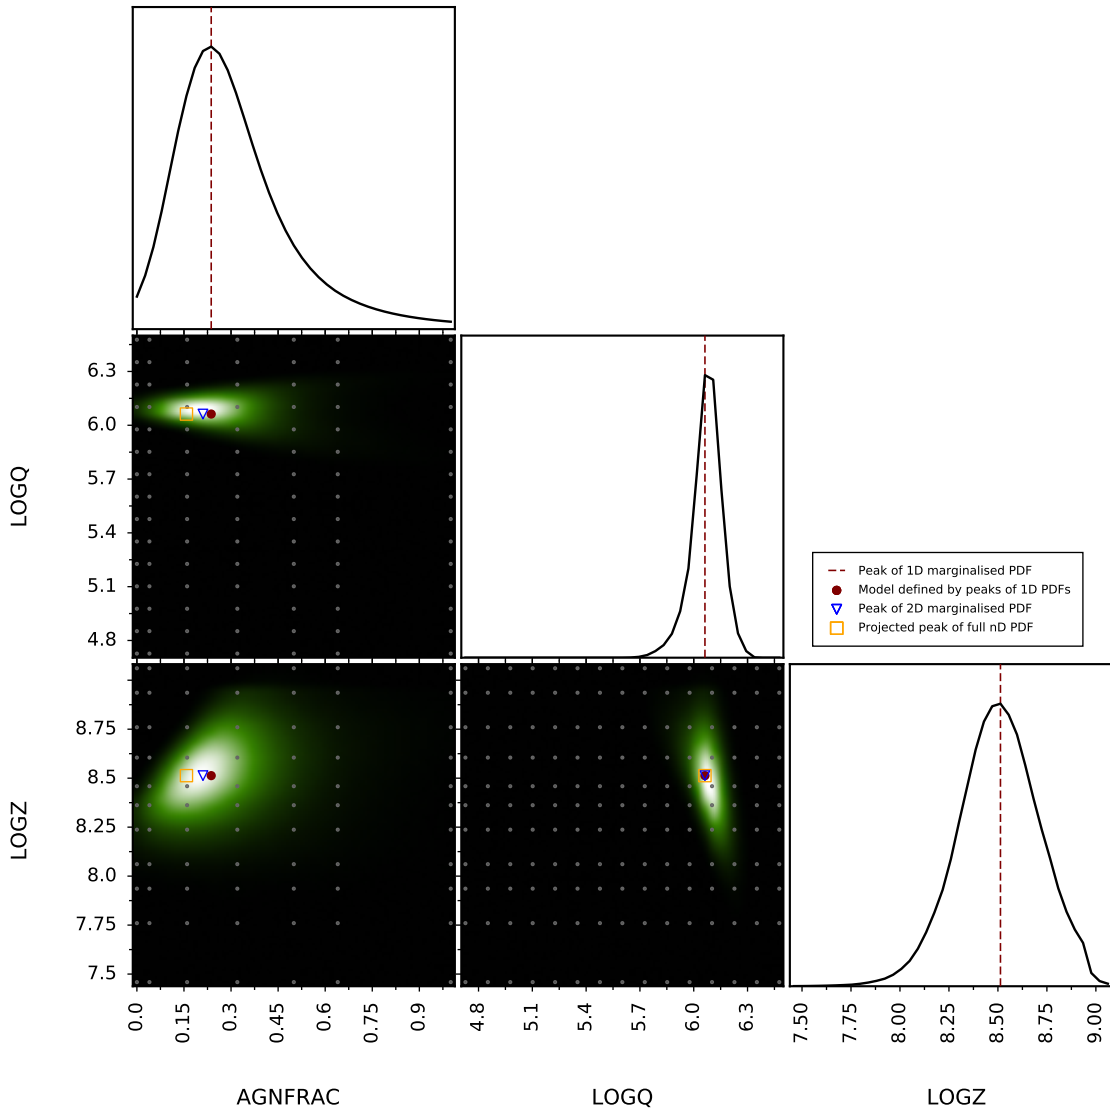 6.3
6.0
5.7
5.4
5.1
4.8
LOGQ
Peak of 1D marginalised PDF
Model defined by peaks of 1D PDFs
Peak of 2D marginalised PDF
Projected peak of full nD PDF
8.75
8.5
8.25
8.0
7.75
7.5
LOGZ
0.0 0.15 0.3 0.45 0.6 0.75 0.9
4.8 5.1 5.4 5.7 6.0 6.3
7.50 7.75 8.00 8.25 8.50 8.75 9.00
AGNFRAC
LOGQ
LOGZ